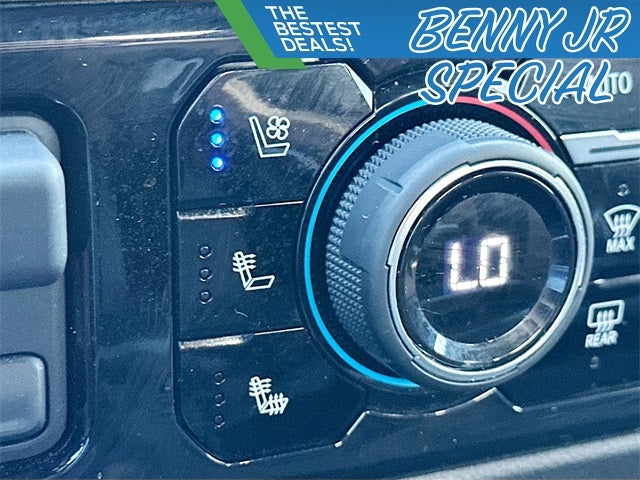 THE
BESTEST
DEALS!
BENNY JR
SPECIAL
LO
MAX
REAR